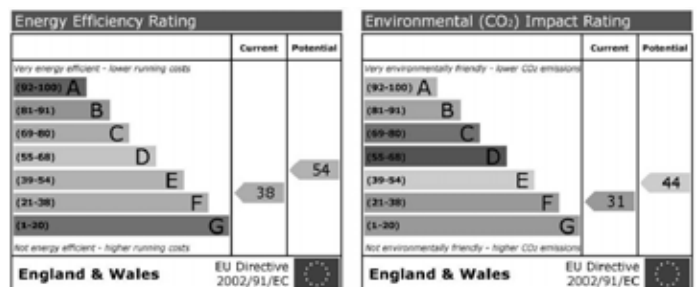 Energy Efficiency Rating
Current Potential
Very energy efficient - lower running costs
(92-100) A
(81-91) B
(69-80) C
(55-68) D
(39-54) E
(21-38) F
(1-20) G
38
54
Not energy efficient - higher running costs
England & Wales
EU Directive
2002/91/EC
Environmental (CO₂) Impact Rating
Current Potential
Very environmentally friendly - lower CO₂ emissions
(92-100) A
(81-91) B
(69-80) C
(55-68) D
(39-54) E
(21-38) F
(1-20) G
31
44
Not environmentally friendly - higher CO₂ emissions
England & Wales
EU Directive
2002/91/EC